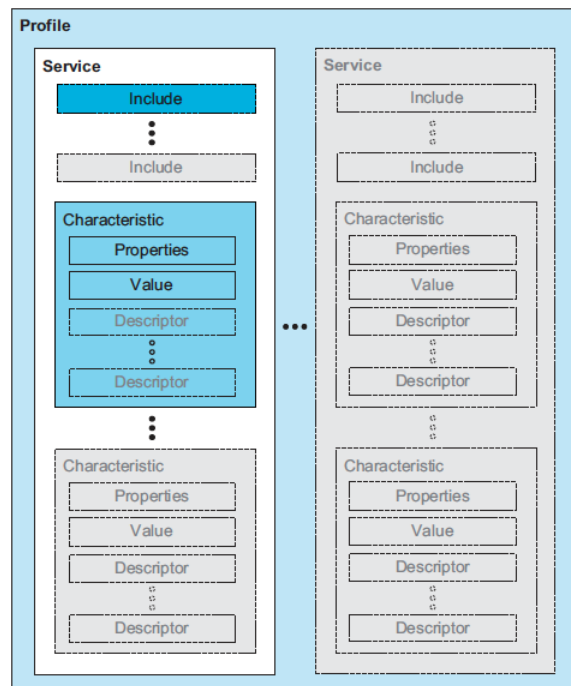 Profile
Service
Include
Include
Characteristic
Properties
Value
Descriptor
Descriptor
Characteristic
Properties
Value
Descriptor
Descriptor
Service
Include
Include
Characteristic
Properties
Value
Descriptor
Descriptor
Characteristic
Properties
Value
Descriptor
Descriptor